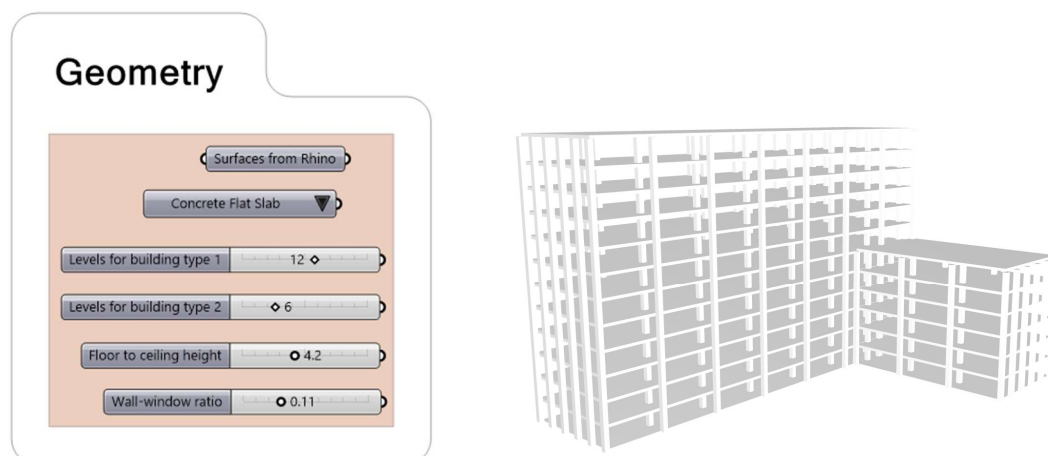 Geometry
Surfaces from Rhino
Concrete Flat Slab
Levels for building type 1 12
Levels for building type 2 6
Floor to ceiling height 4.2
Wall-window ratio 0.11